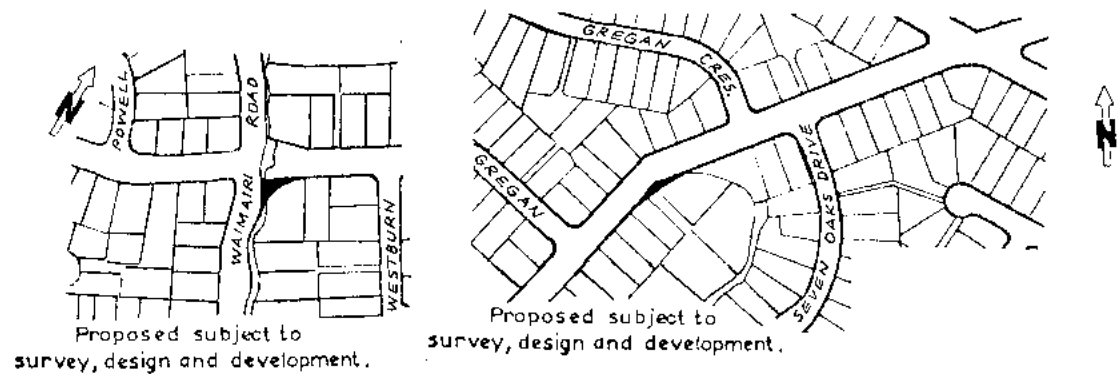 POWELL
ROAD
WAIMAIRI
WESTBURN
N
Proposed subject to
survey, design and development.
GREGAN
CRES
GREGAN
SEVEN OAKS DRIVE
N
Proposed subject to
survey, design and development.